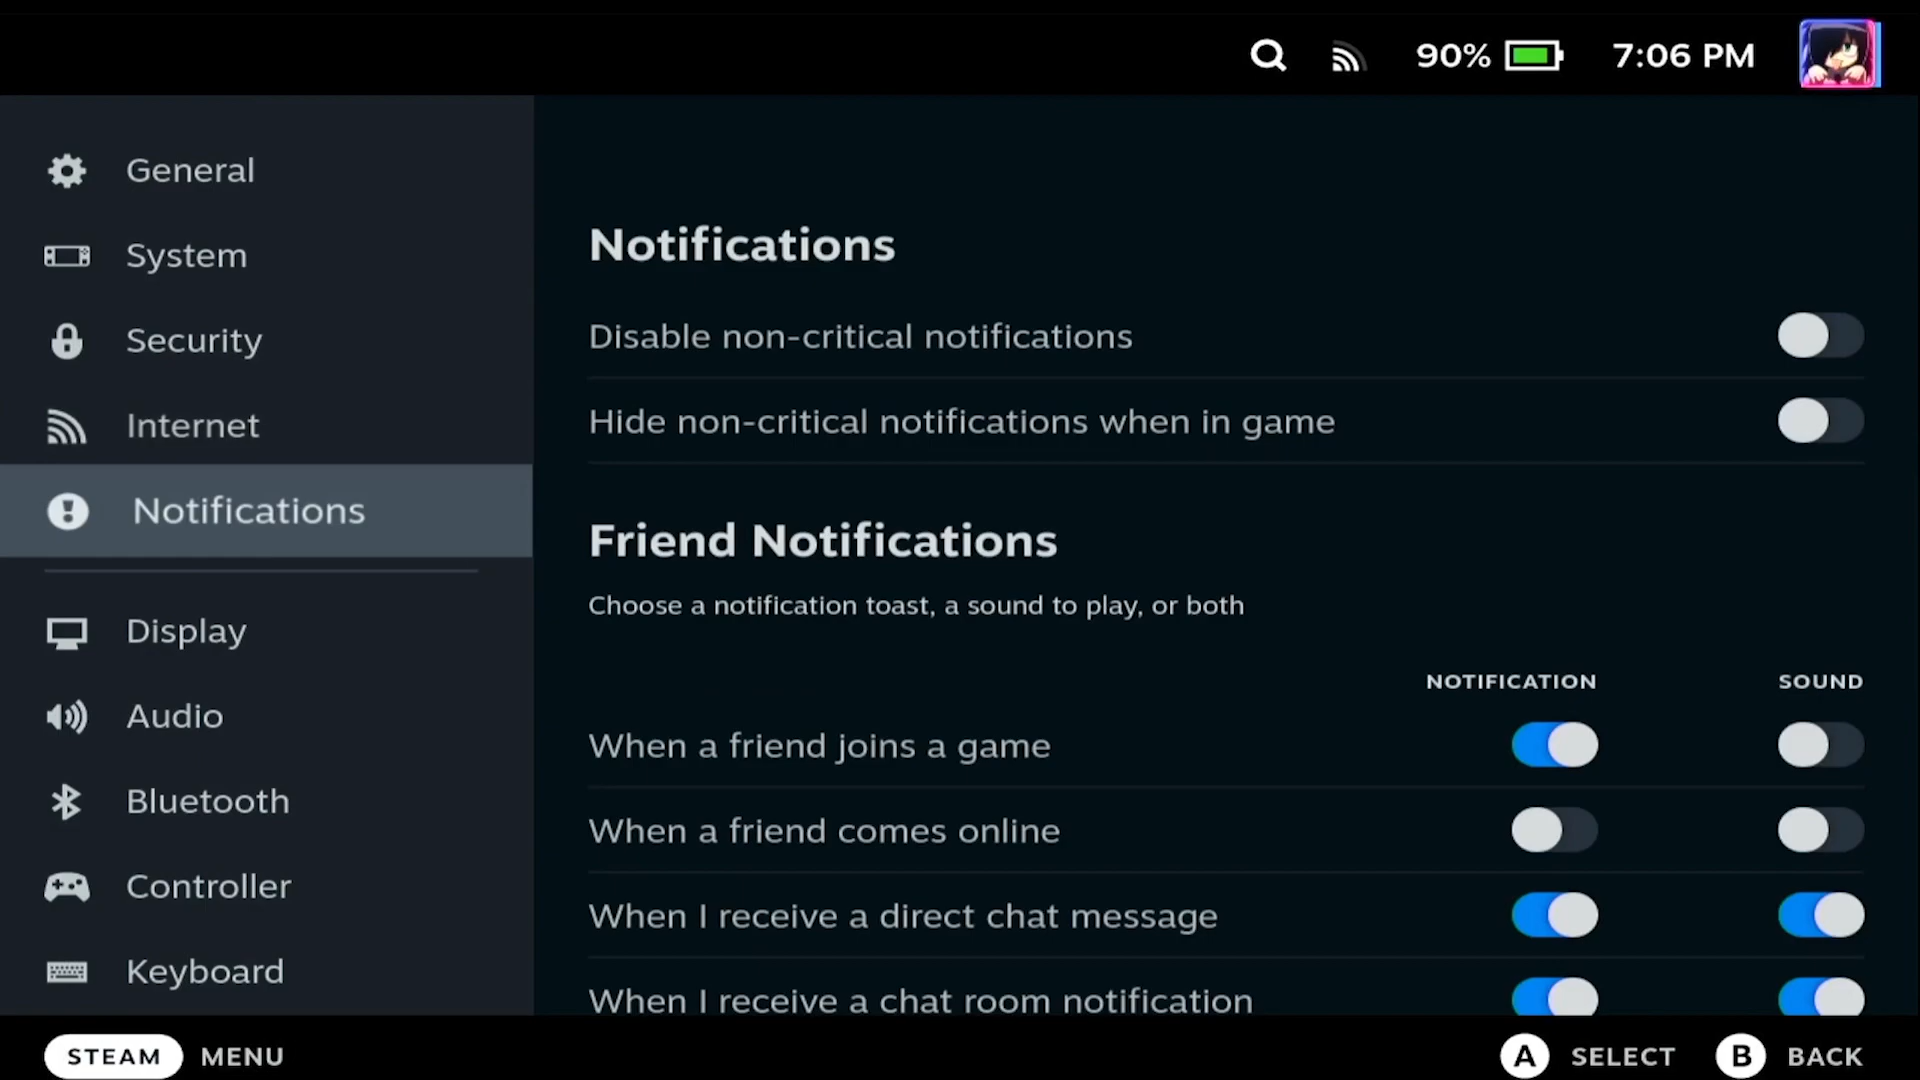 90% 7:06 PM
General
System
Security
Internet
Notifications
Display
Audio
Bluetooth
Controller
Keyboard
Notifications
Disable non-critical notifications
Hide non-critical notifications when in game
Friend Notifications
Choose a notification toast, a sound to play, or both
NOTIFICATION SOUND
When a friend joins a game
When a friend comes online
When I receive a direct chat message
When I receive a chat room notification
STEAM MENU A SELECT B BACK